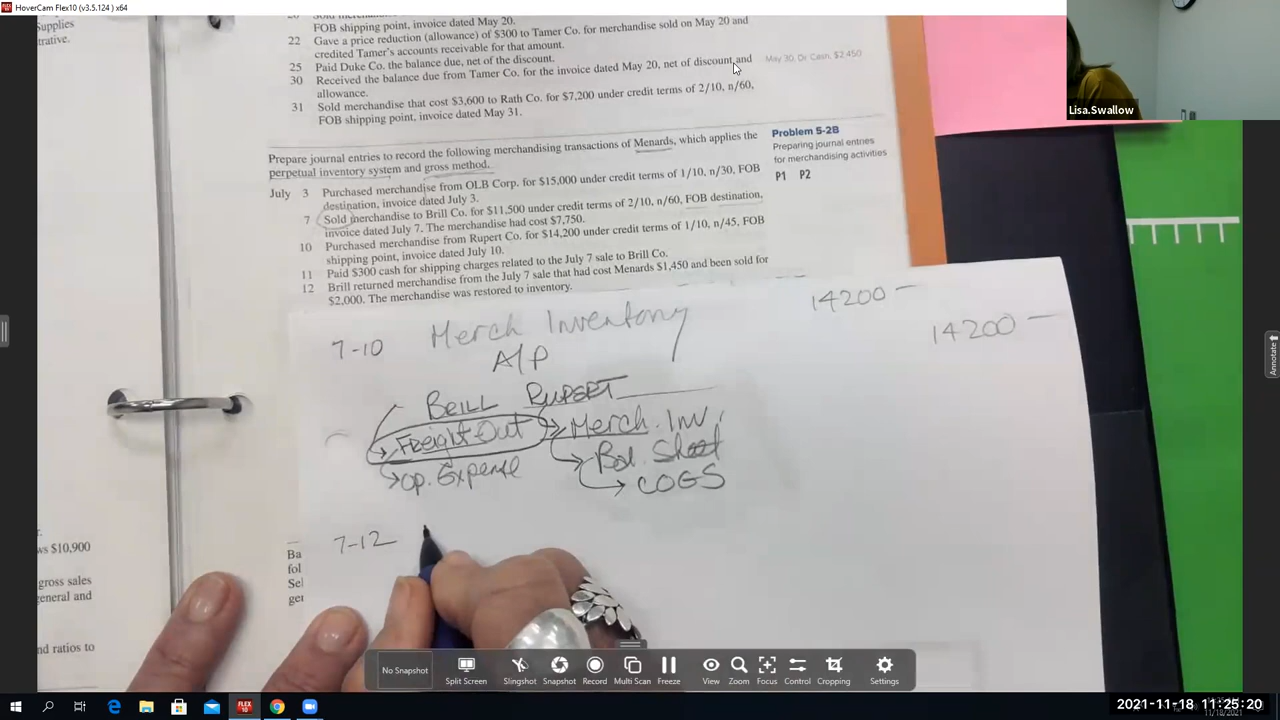 HoverCam Flex10 (v3.5.124) x64
Supplies
trative.
FOB shipping point, invoice dated May 20.
22 Gave a price reduction (allowance) of $300 to Tamer Co. for merchandise sold on May 20 and
credited Tamer's accounts receivable for that amount.
25 Paid Duke Co. the balance due, net of the discount.
30 Received the balance due from Tamer Co. for the invoice dated May 20, net of discount and
allowance.
May 30, Dr Cash, $2,450
31 Sold merchandise that cost $3,600 to Rath Co. for $7,200 under credit terms of 2/10, n/60,
FOB shipping point, invoice dated May 31.
Lisa.Swallow
Prepare journal entries to record the following merchandising transactions of Menards, which applies the
perpetual inventory system and gross method.
Problem 5-2B
Preparing journal entries
for merchandising activities
P1 P2
July 3 Purchased merchandise from OLB Corp. for $15,000 under credit terms of 1/10, n/30, FOB
destination, invoice dated July 3.
7 Sold merchandise to Brill Co. for $11,500 under credit terms of 2/10, n/60, FOB destination,
invoice dated July 7. The merchandise had cost $7,750.
10 Purchased merchandise from Rupert Co. for $14,200 under credit terms of 1/10, n/45, FOB
shipping point, invoice dated July 10.
11 Paid $300 cash for shipping charges related to the July 7 sale to Brill Co.
12 Brill returned merchandise from the July 7 sale that had cost Menards $1,450 and been sold for
$2,000. The merchandise was restored to inventory.
7-10 Merch Inventory 14200 —
A/P 14200 —
BRILL RUPERT
→ Freight Out → Merch. Inv.
→ Op. Expense → Bal. Sheet
→ COGS
7-12
ws $10,900
gross sales
general and
nd ratios to
Ba
fol
Sel
ge
Annotate
No Snapshot
Split Screen Slingshot Snapshot Record Multi Scan Freeze View Zoom Focus Control Cropping Settings
2021-11-18 11:25:20